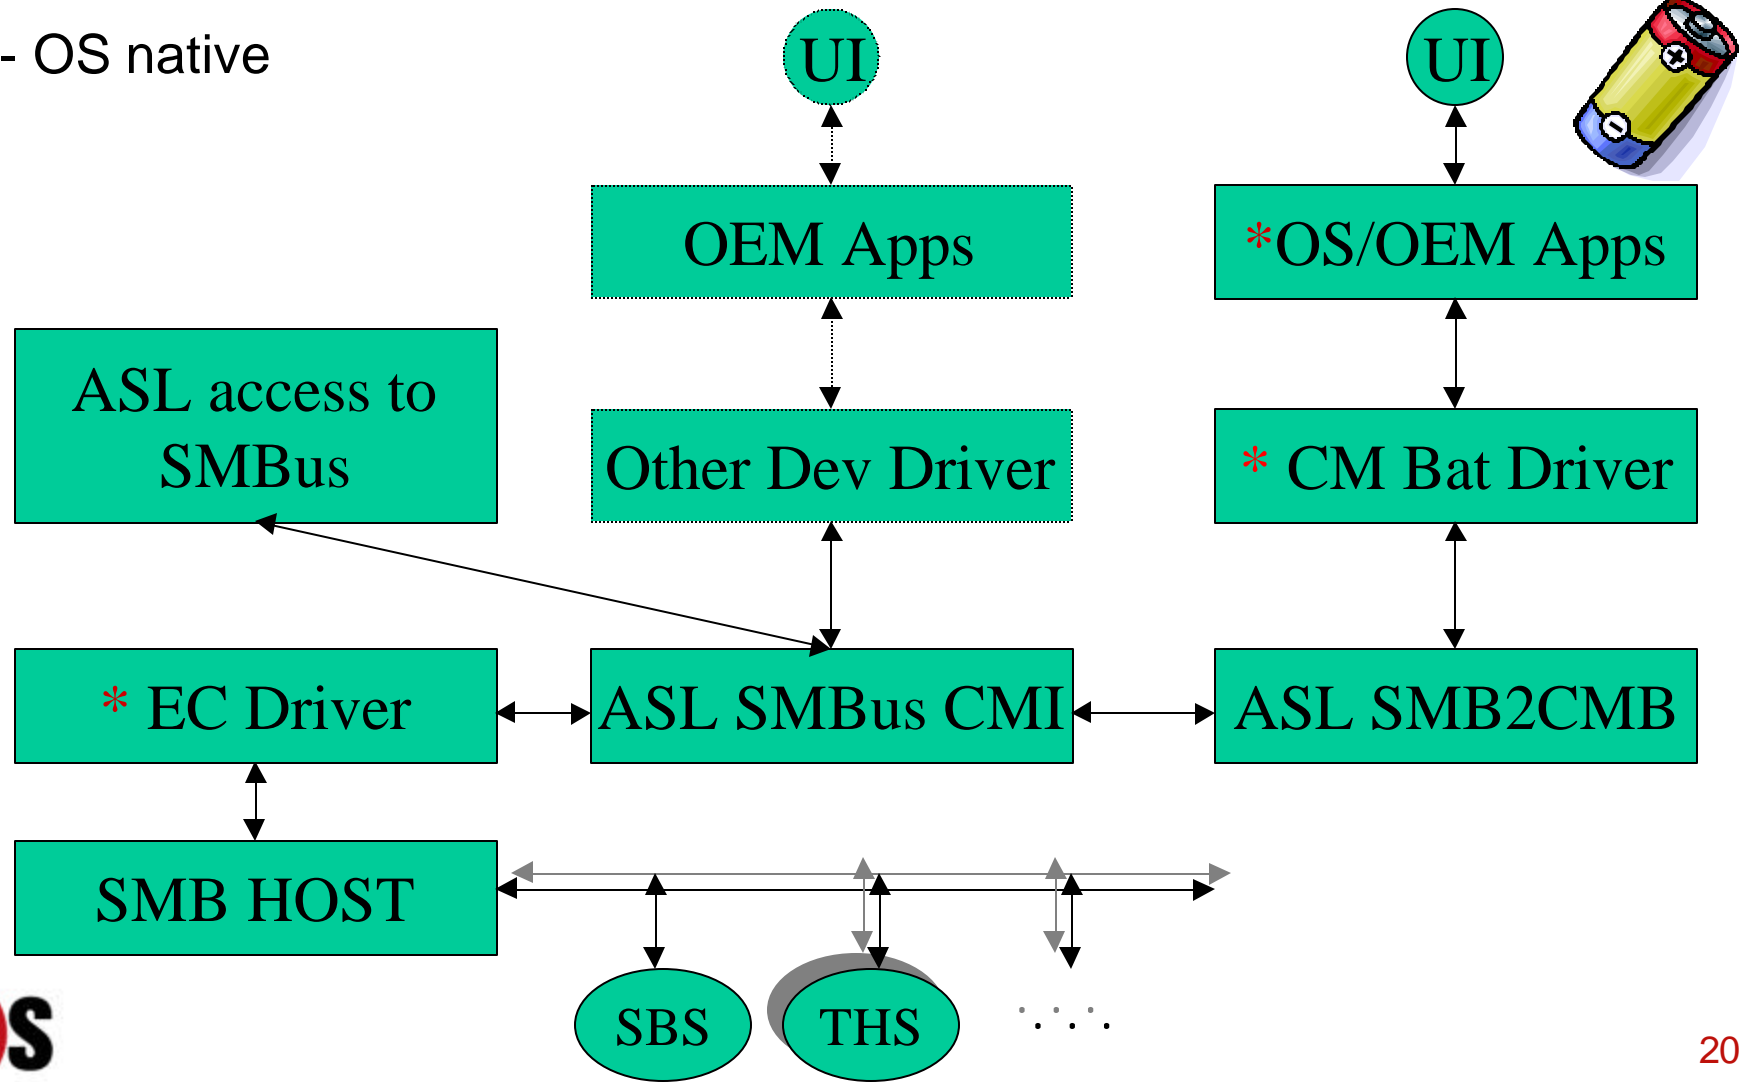 - OS native
UI
UI
OEM Apps
*OS/OEM Apps
ASL access to
SMBus
Other Dev Driver
* CM Bat Driver
* EC Driver
ASL SMBus CMI
ASL SMB2CMB
SMB HOST
SBS
THS
. . .
S
20